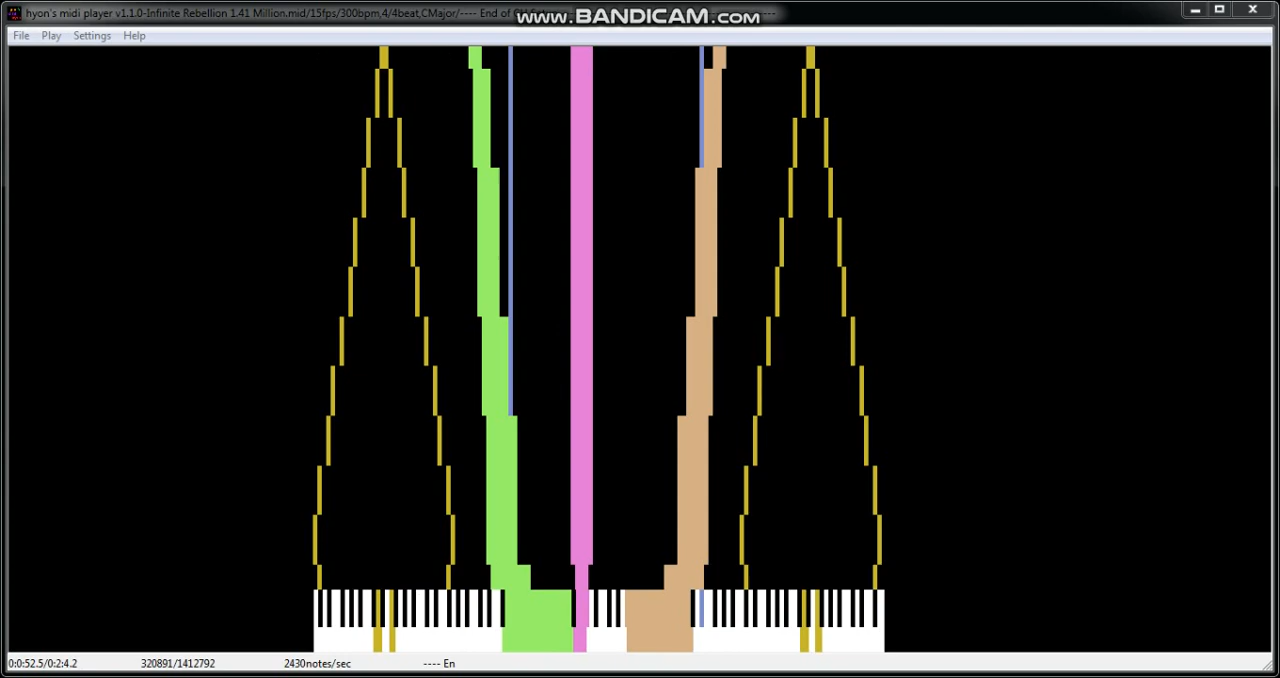 hyon's midi player v1.1.0-Infinite Rebellion 1.41 Million.mid/15fps/300bpm,4/4beat,CMajor/---- End of
www.BANDICAM.com
File Play Settings Help
0:0:52.5/0:2:4.2 320891/1412792 2430notes/sec ---- En